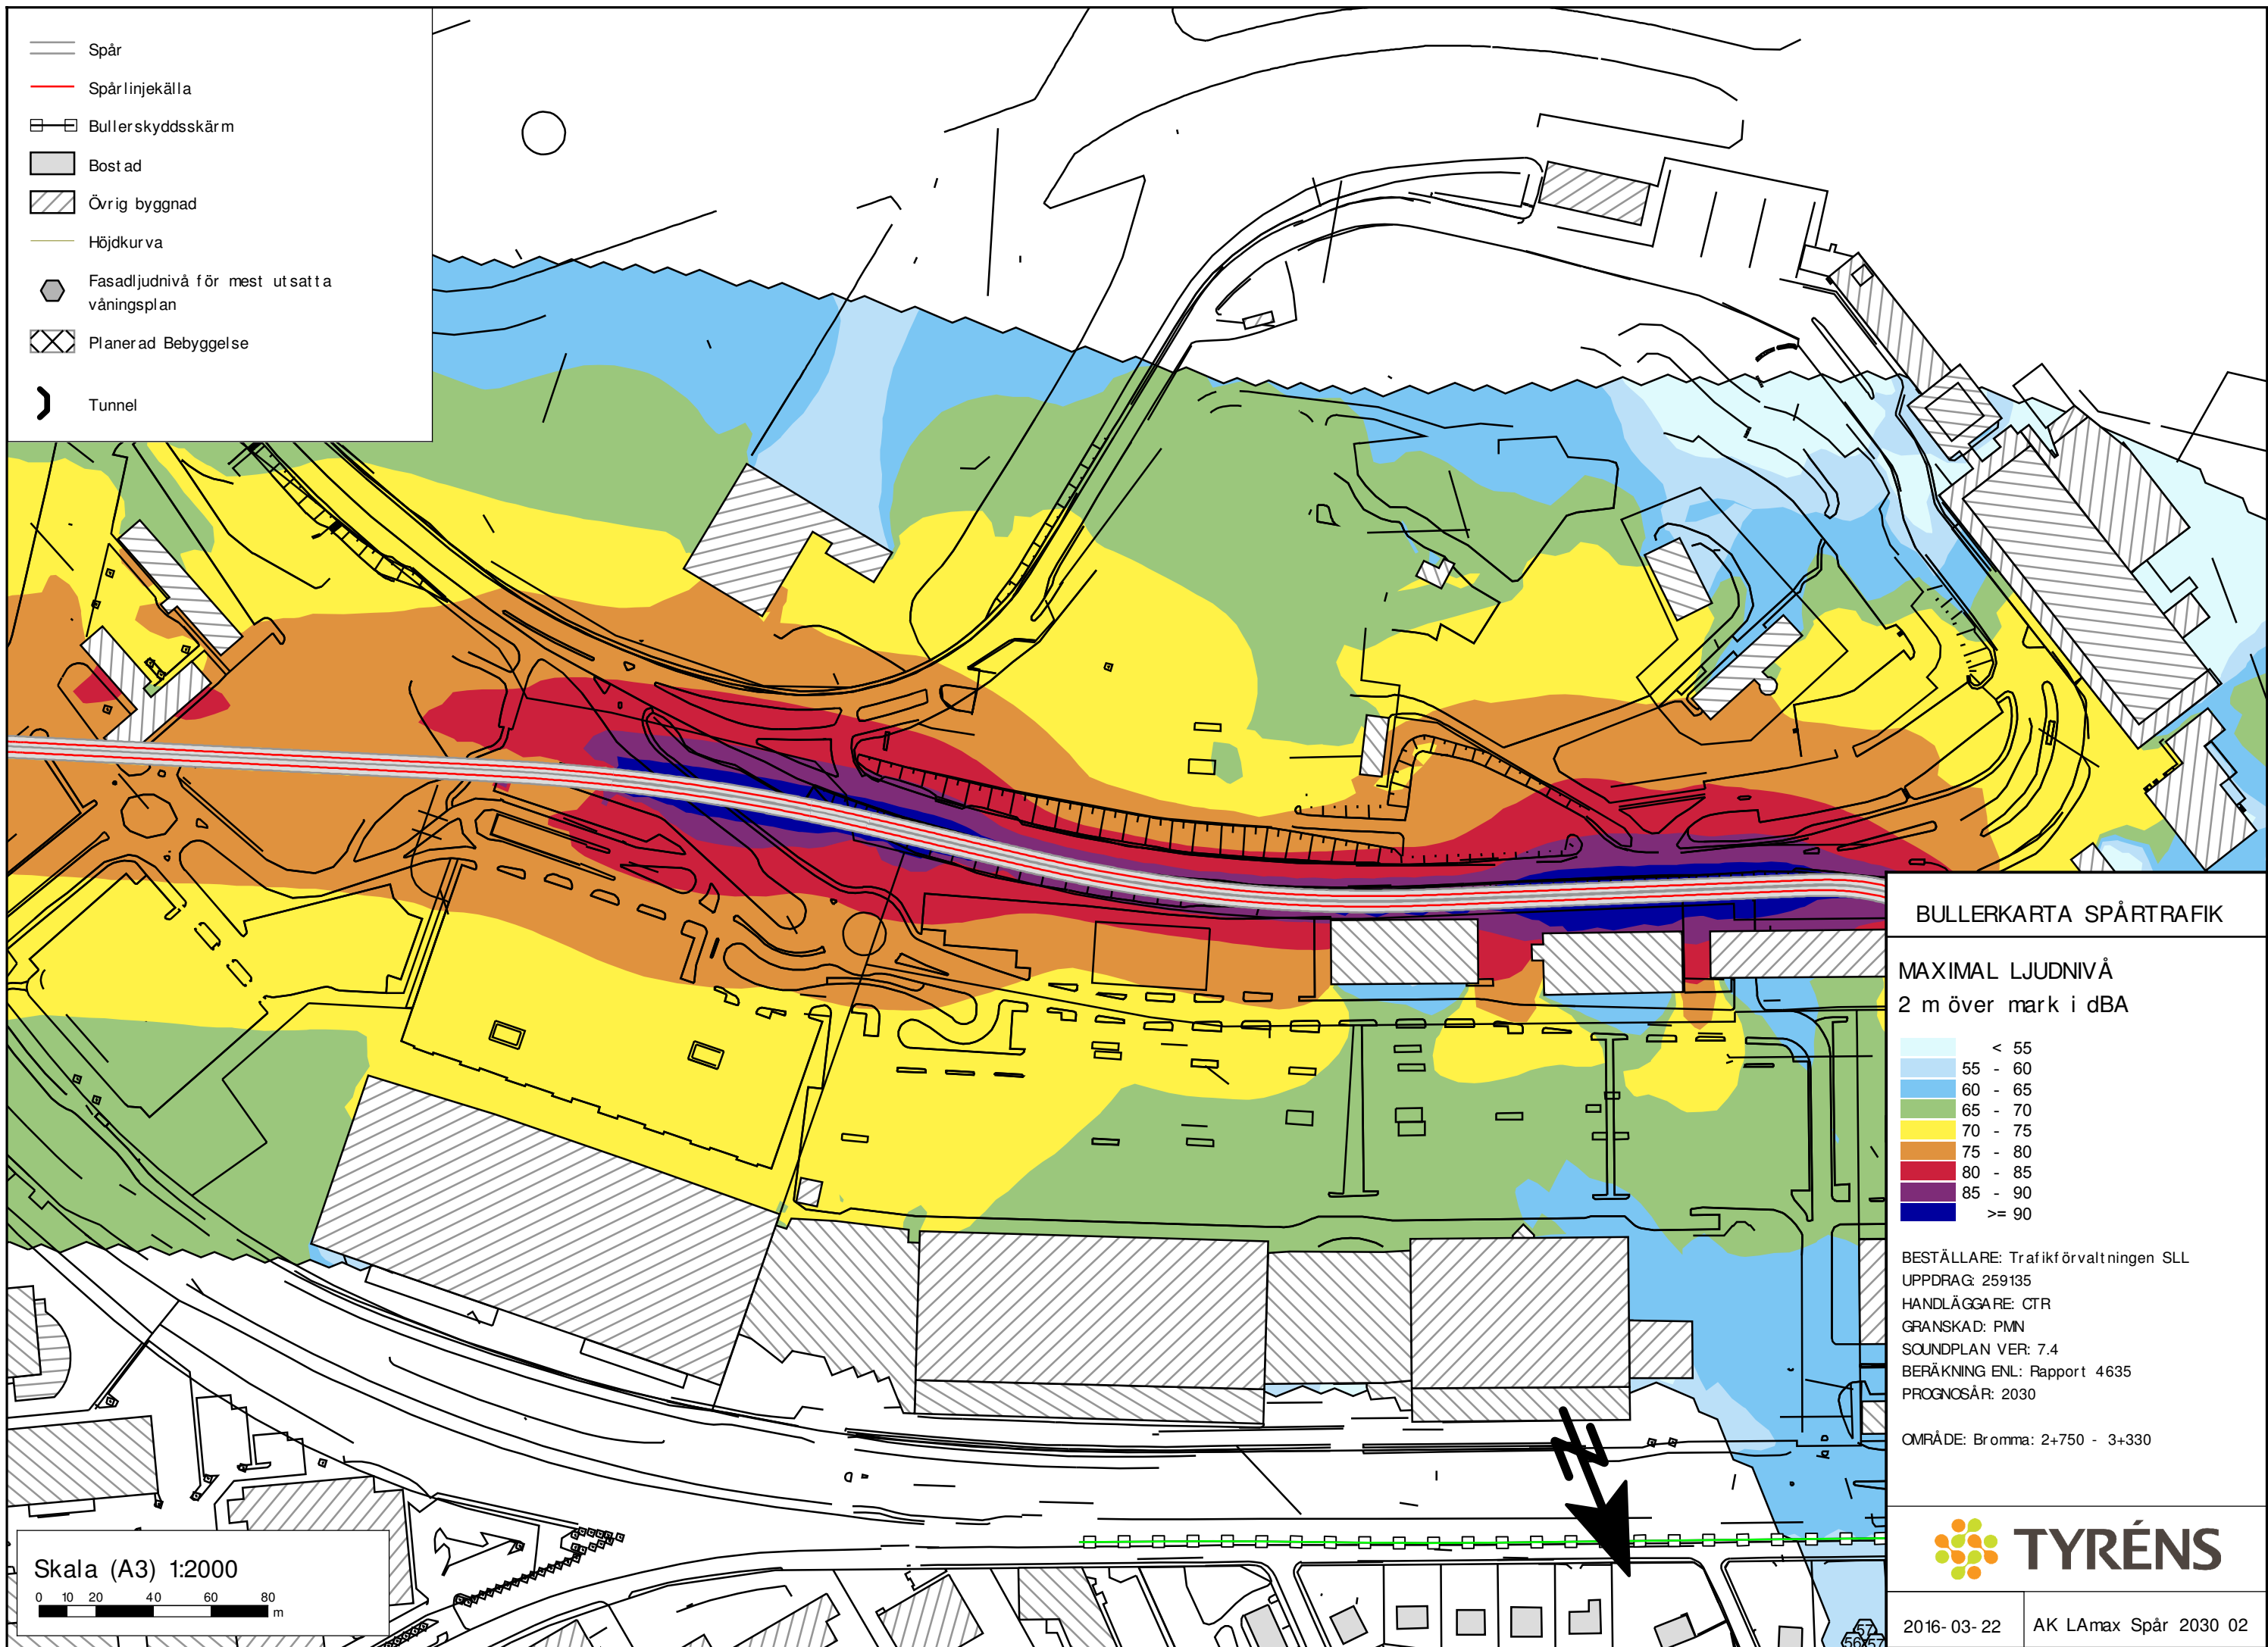 Spår
Spårlinjekälla
Bullerskyddsskärm
Bostad
Övrig byggnad
Höjdkurva
Fasadljudnivå för mest utsatta
våningsplan
Planerad Bebyggelse
Tunnel
BULLERKARTA SPÅRTRAFIK
MAXIMAL LJUDNIVÅ
2 m över mark i dBA
< 55
55 - 60
60 - 65
65 - 70
70 - 75
75 - 80
80 - 85
85 - 90
>= 90
BESTÄLLARE: Trafikförvaltningen SLL
UPPDRAG: 259135
HANDLÄGGARE: CTR
GRANSKAD: PMN
SOUNDPLAN VER: 7.4
BERÄKNING ENL: Rapport 4635
PROGNOSÅR: 2030
OMRÅDE: Bromma: 2+750 - 3+330
TYRÉNS
2016-03-22
AK LAmax Spår 2030 02
Skala (A3) 1:2000
0 10 20 40 60 80
m
N
57
56 57